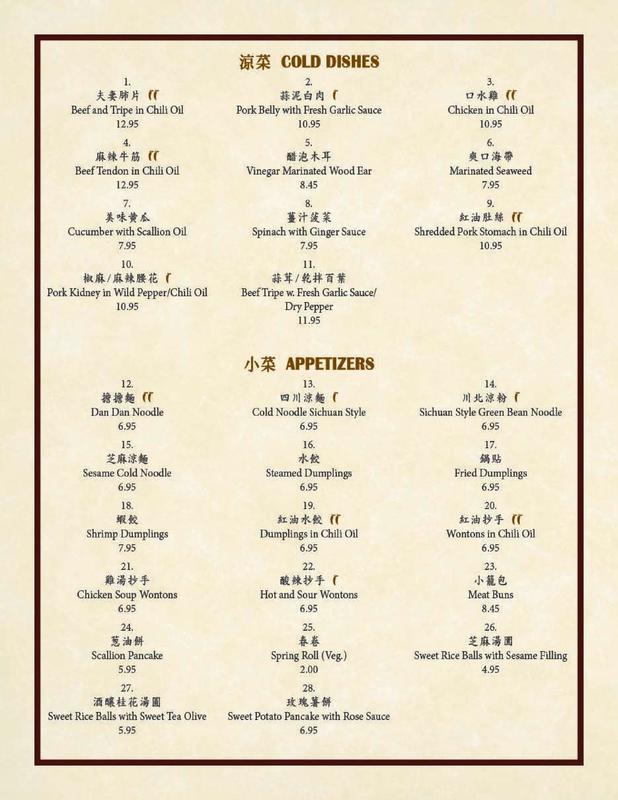 涼菜 COLD DISHES
1.
夫妻肺片
Beef and Tripe in Chili Oil
12.95
2.
蒜泥白肉
Pork Belly with Fresh Garlic Sauce
10.95
3.
口水雞
Chicken in Chili Oil
10.95
4.
麻辣牛筋
Beef Tendon in Chili Oil
12.95
5.
醋泡木耳
Vinegar Marinated Wood Ear
8.45
6.
爽口海帶
Marinated Seaweed
7.95
7.
美味黄瓜
Cucumber with Scallion Oil
7.95
8.
薑汁菠菜
Spinach with Ginger Sauce
7.95
9.
紅油肚絲
Shredded Pork Stomach in Chili Oil
10.95
10.
椒麻/麻辣腰花
Pork Kidney in Wild Pepper/Chili Oil
10.95
11.
蒜茸/乾拌百葉
Beef Tripe w. Fresh Garlic Sauce/
Dry Pepper
11.95
小菜 APPETIZERS
12.
擔擔麵
Dan Dan Noodle
6.95
13.
四川涼麵
Cold Noodle Sichuan Style
6.95
14.
川北涼粉
Sichuan Style Green Bean Noodle
6.95
15.
芝麻涼麵
Sesame Cold Noodle
6.95
16.
水餃
Steamed Dumplings
6.95
17.
鍋貼
Fried Dumplings
6.95
18.
蝦餃
Shrimp Dumplings
7.95
19.
紅油水餃
Dumplings in Chili Oil
6.95
20.
紅油抄手
Wontons in Chili Oil
6.95
21.
雞湯抄手
Chicken Soup Wontons
6.95
22.
酸辣抄手
Hot and Sour Wontons
6.95
23.
小籠包
Meat Buns
8.45
24.
蔥油餅
Scallion Pancake
5.95
25.
春卷
Spring Roll (Veg.)
2.00
26.
芝麻湯圓
Sweet Rice Balls with Sesame Filling
4.95
27.
酒釀桂花湯圓
Sweet Rice Balls with Sweet Tea Olive
5.95
28.
玫瑰薯餅
Sweet Potato Pancake with Rose Sauce
6.95